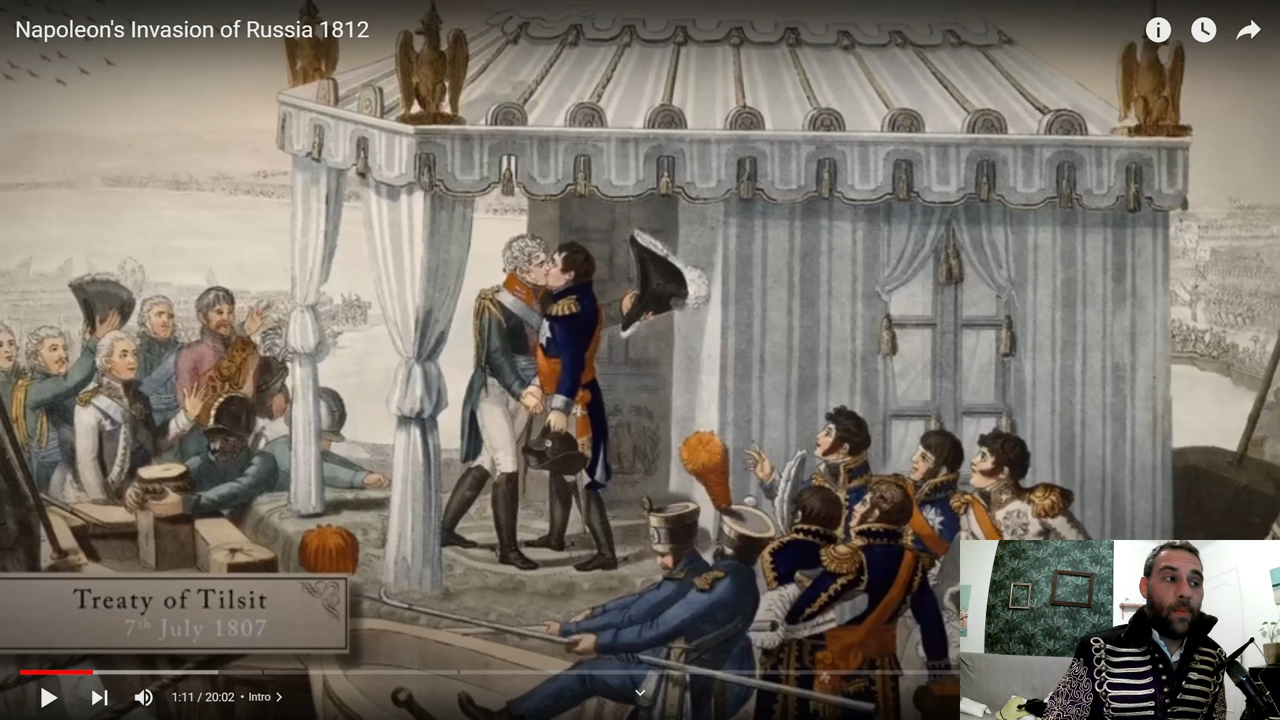 Napoleon's Invasion of Russia 1812
Treaty of Tilsit
7th July 1807
1:11 / 20:02 • Intro